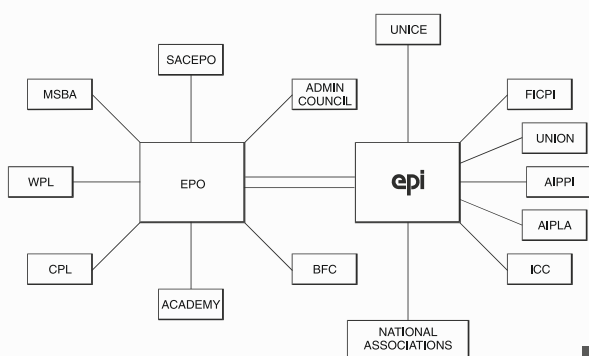 UNICE
SACEPO
MSBA
ADMIN
COUNCIL
FICPI
UNION
WPL
EPO
epi
AIPPI
AIPLA
CPL
BFC
ICC
ACADEMY
NATIONAL
ASSOCIATIONS